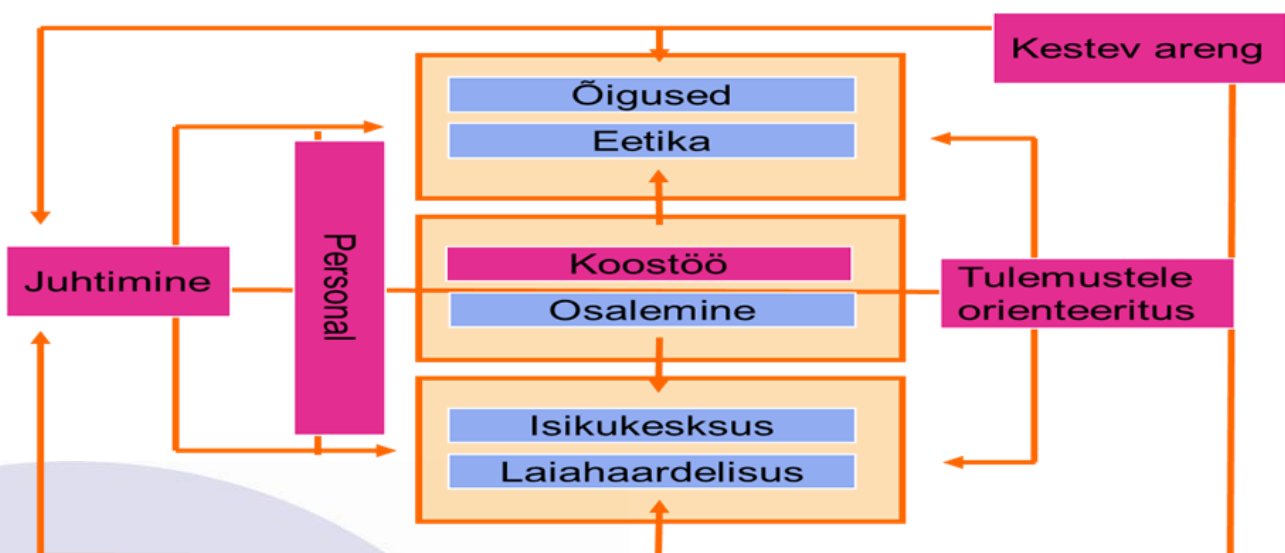 Kestev areng
Õigused
Eetika
Personal
Juhtimine
Koostöö
Osalemine
Tulemustele
orienteeritus
Isikukesksus
Laiahaardelisus